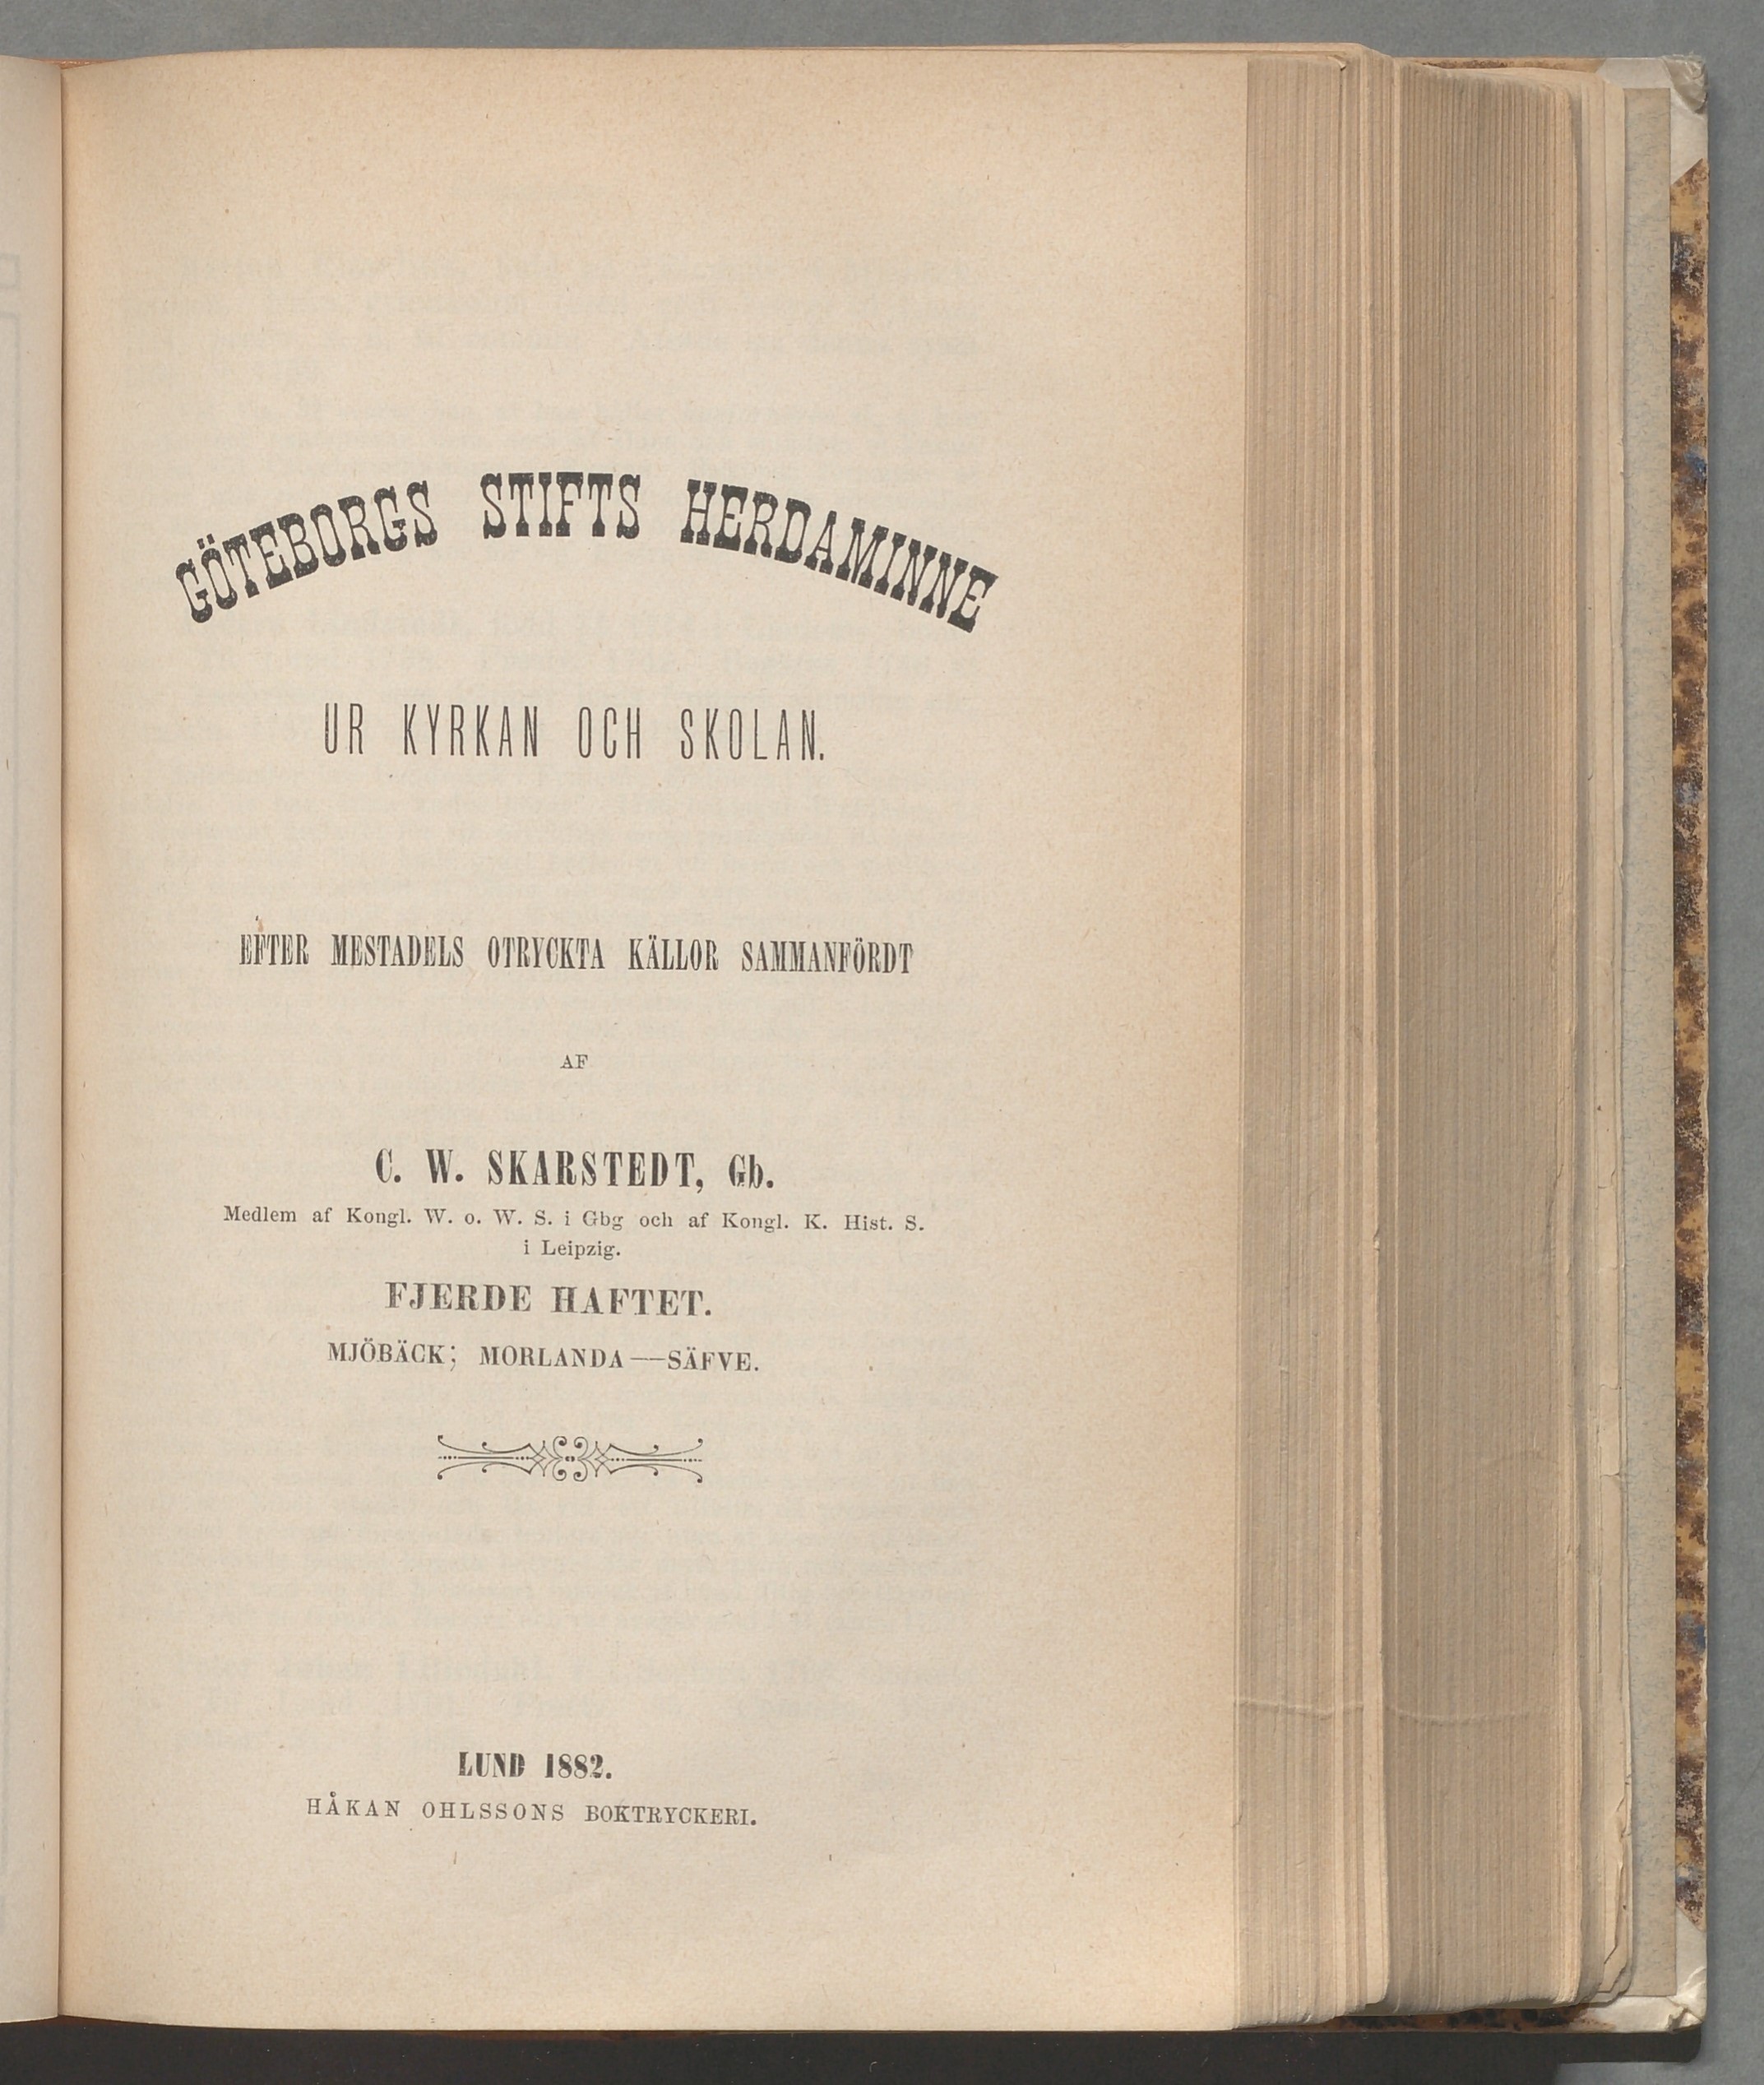 GÖTEBORGS STIFTS HERDAMINNE
UR KYRKAN OCH SKOLAN.
EFTER MESTADELS OTRYCKTA KÄLLOR SAMMANFÖRDT
AF
C. W. SKARSTEDT, Gb.
Medlem af Kongl. W. o. W. S. i Gbg och af Kongl. K. Hist. S.
i Leipzig.
FJERDE HAFTET.
MJÖBÄCK; MORLANDA—SÄFVE.
LUND 1882.
HÅKAN OHLSSONS BOKTRYCKERI.